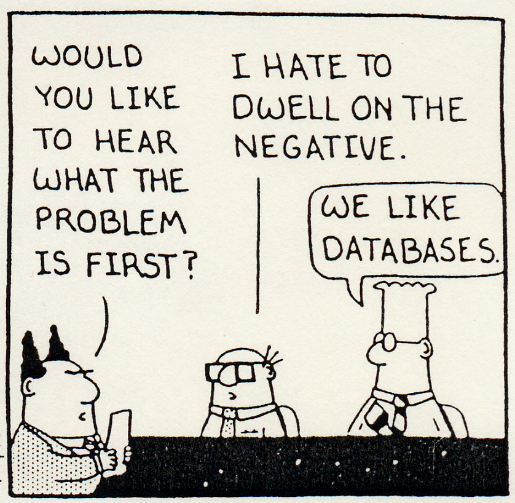 WOULD
YOU LIKE
TO HEAR
WHAT THE
PROBLEM
IS FIRST?
I HATE TO
DWELL ON THE
NEGATIVE.
WE LIKE
DATABASES.